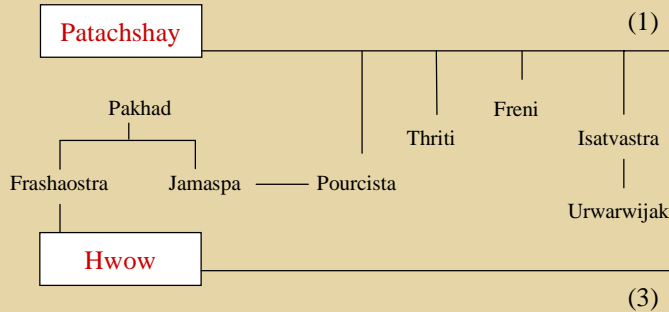 Patachshay (1)
Pakhad
Freni
Thriti Isatvastra
Frashaostra Jamaspa Pourcista
Urwarwijak
Hwow
(3)